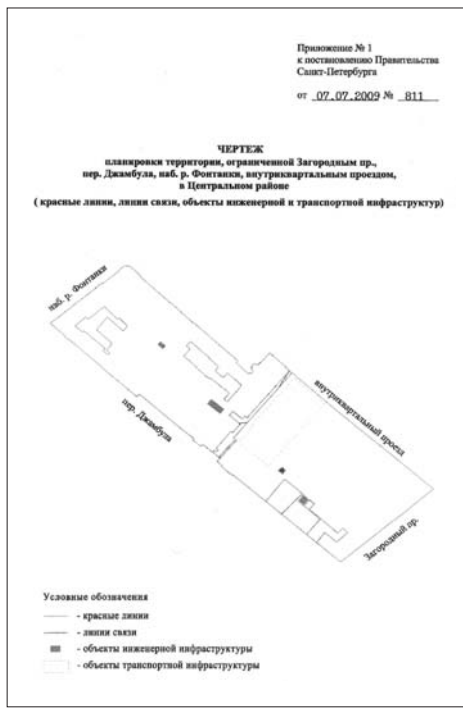 Приложение № 1
к постановлению Правительства
Санкт-Петербурга
от 07.07.2009 № 811
ЧЕРТЕЖ
планировки территории, ограниченной Загородным пр.,
пер. Джамбула, наб. р. Фонтанки, внутриквартальным проездом,
в Центральном районе
( красные линии, линии связи, объекты инженерной и транспортной инфраструктур)
наб. р. Фонтанки
внутриквартальный проезд
пер. Джамбула
Загородный пр.
Условные обозначения
- красные линии
- линии связи
- объекты инженерной инфраструктуры
- объекты транспортной инфраструктуры